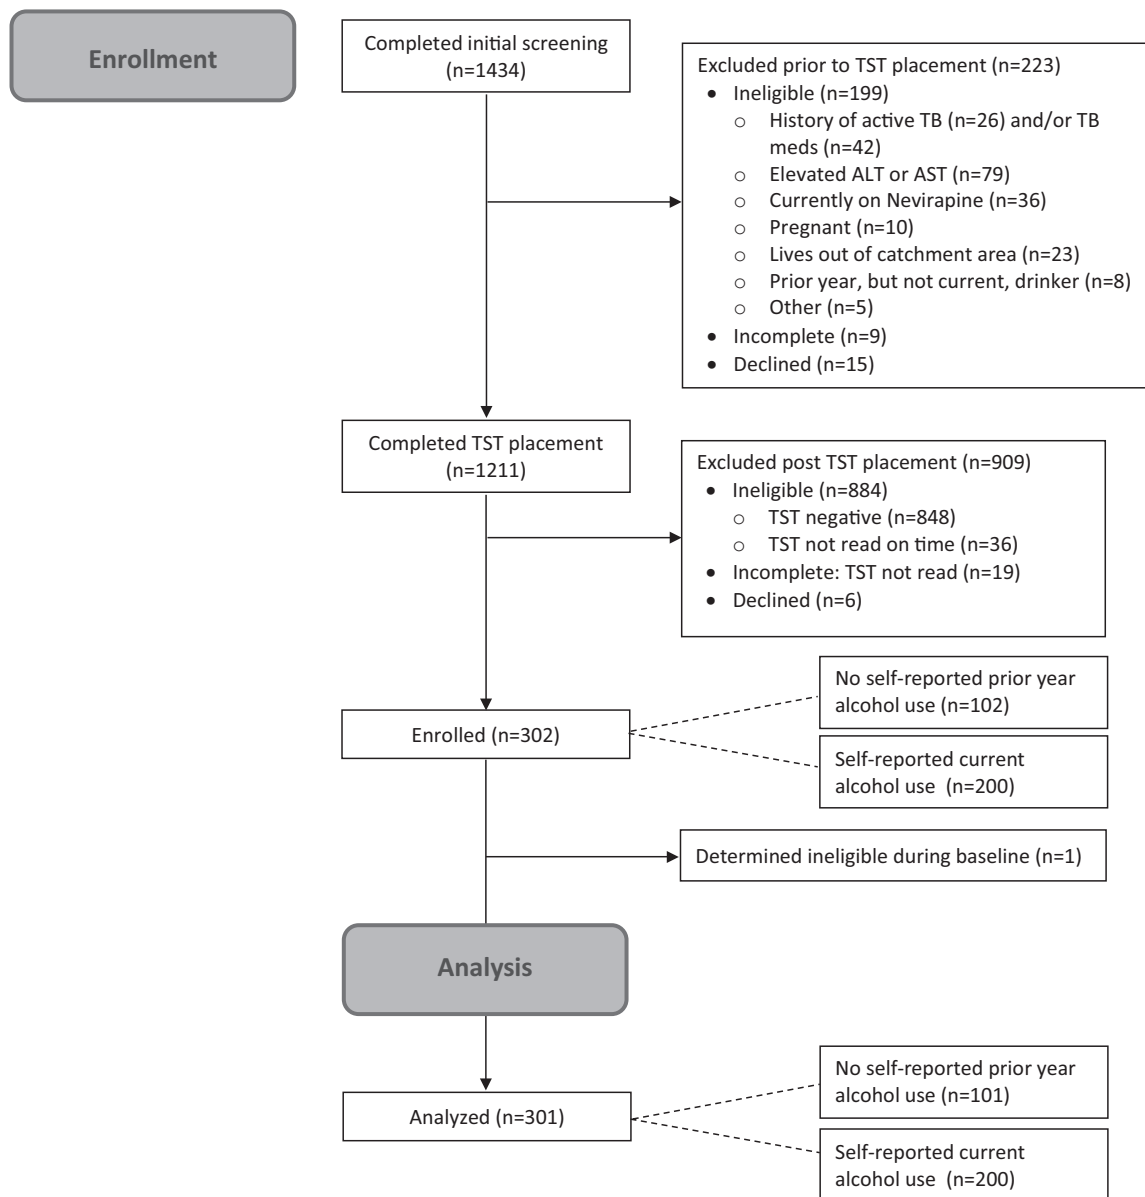 Enrollment
Completed initial screening
(n=1434)
Excluded prior to TST placement (n=223)
• Ineligible (n=199)
o History of active TB (n=26) and/or TB
meds (n=42)
o Elevated ALT or AST (n=79)
o Currently on Nevirapine (n=36)
o Pregnant (n=10)
o Lives out of catchment area (n=23)
o Prior year, but not current, drinker (n=8)
o Other (n=5)
• Incomplete (n=9)
• Declined (n=15)
Completed TST placement
(n=1211)
Excluded post TST placement (n=909)
• Ineligible (n=884)
o TST negative (n=848)
o TST not read on time (n=36)
• Incomplete: TST not read (n=19)
• Declined (n=6)
Enrolled (n=302)
No self-reported prior year
alcohol use (n=102)
Self-reported current
alcohol use (n=200)
Determined ineligible during baseline (n=1)
Analysis
Analyzed (n=301)
No self-reported prior year
alcohol use (n=101)
Self-reported current
alcohol use (n=200)